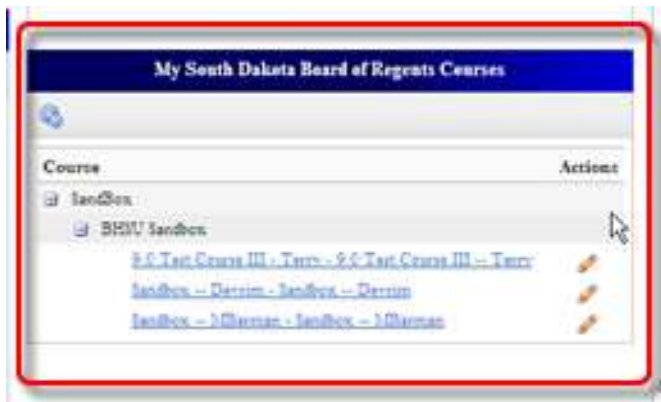 My South Dakota Board of Regents Courses
Course Actions
SandBox
BHSU Sandbox
9.0 Test Course III - Terry - 9.0 Test Course III -- Terry
Sandbox -- - Sandbox --
Sandbox -- - Sandbox --